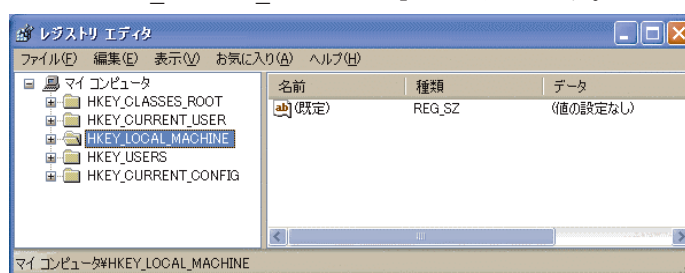 レジストリ エディタ
ファイル(F) 編集(E) 表示(V) お気に入り(A) ヘルプ(H)
マイ コンピュータ
HKEY_CLASSES_ROOT
HKEY_CURRENT_USER
HKEY_LOCAL_MACHINE
HKEY_USERS
HKEY_CURRENT_CONFIG
名前 種類 データ
ab (既定) REG_SZ (値の設定なし)
マイ コンピュータ¥HKEY_LOCAL_MACHINE